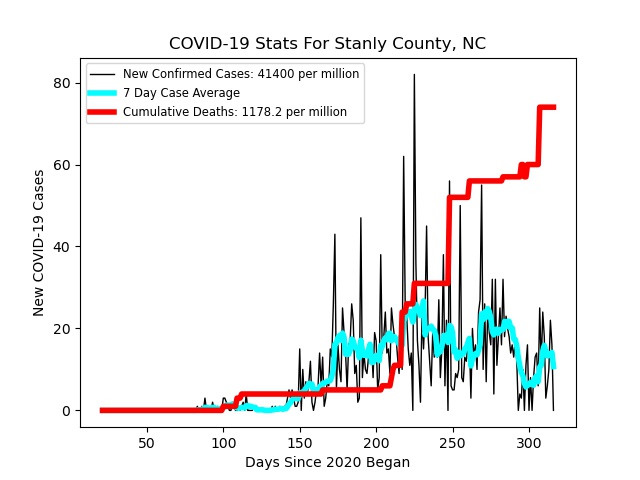 COVID-19 Stats For Stanly County, NC
New Confirmed Cases: 41400 per million
7 Day Case Average
Cumulative Deaths: 1178.2 per million
New COVID-19 Cases
80
60
40
20
0
50 100 150 200 250 300
Days Since 2020 Began